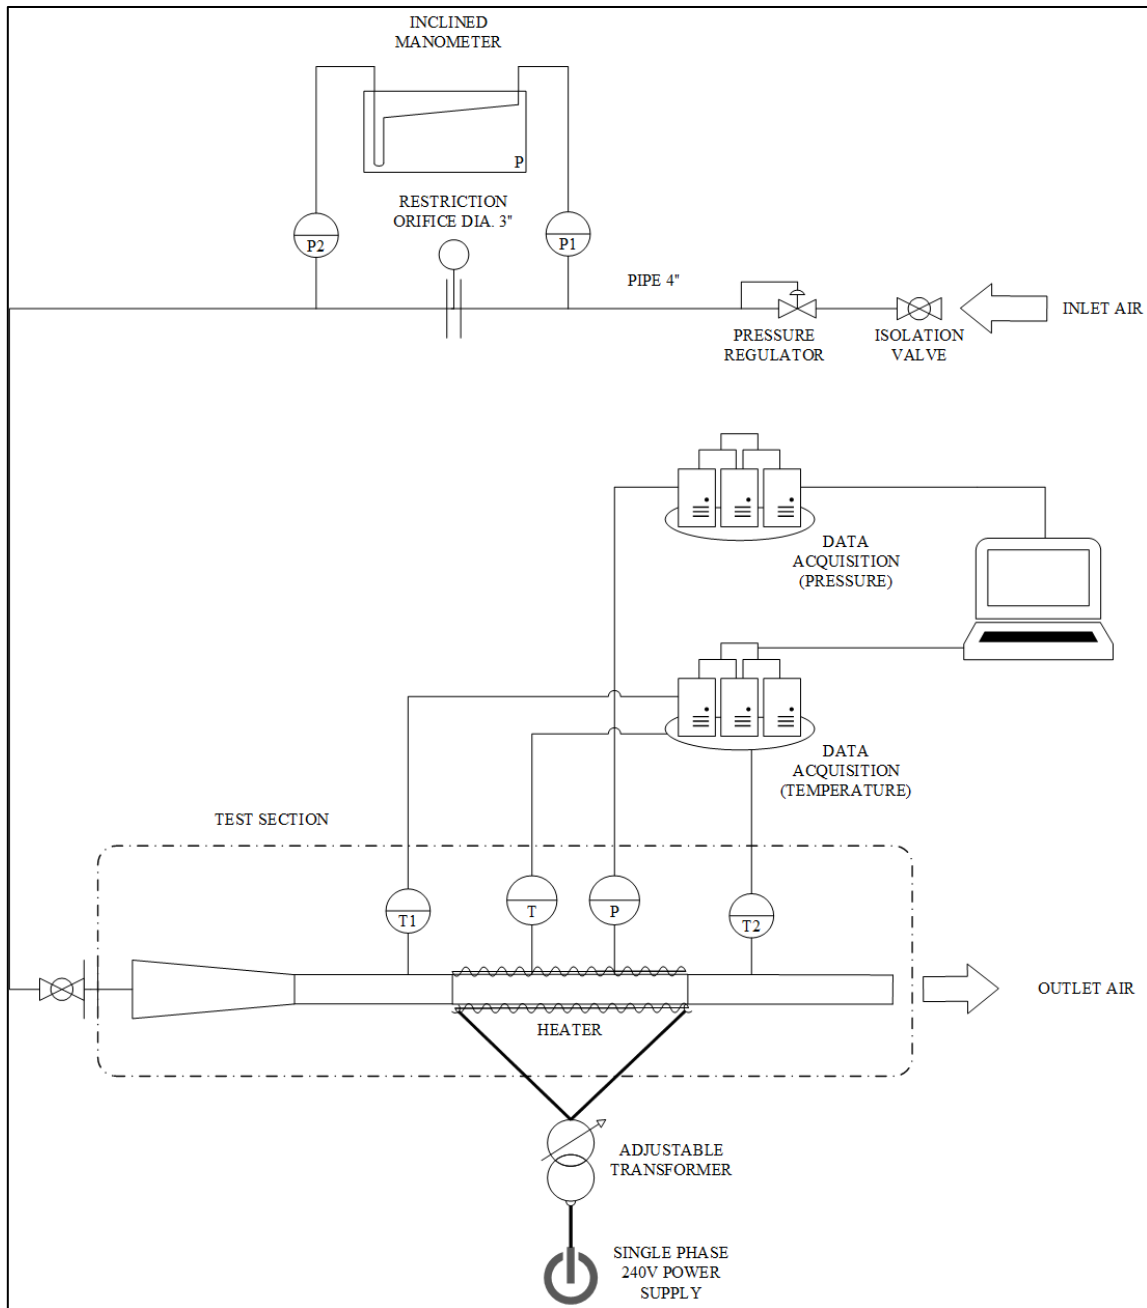 INCLINED
MANOMETER
P
RESTRICTION
ORIFICE DIA. 3"
P2
P1
PIPE 4"
INLET AIR
PRESSURE
REGULATOR
ISOLATION
VALVE
DATA
ACQUISITION
(PRESSURE)
DATA
ACQUISITION
(TEMPERATURE)
TEST SECTION
T1
T
P
T2
OUTLET AIR
HEATER
ADJUSTABLE
TRANSFORMER
SINGLE PHASE
240V POWER
SUPPLY